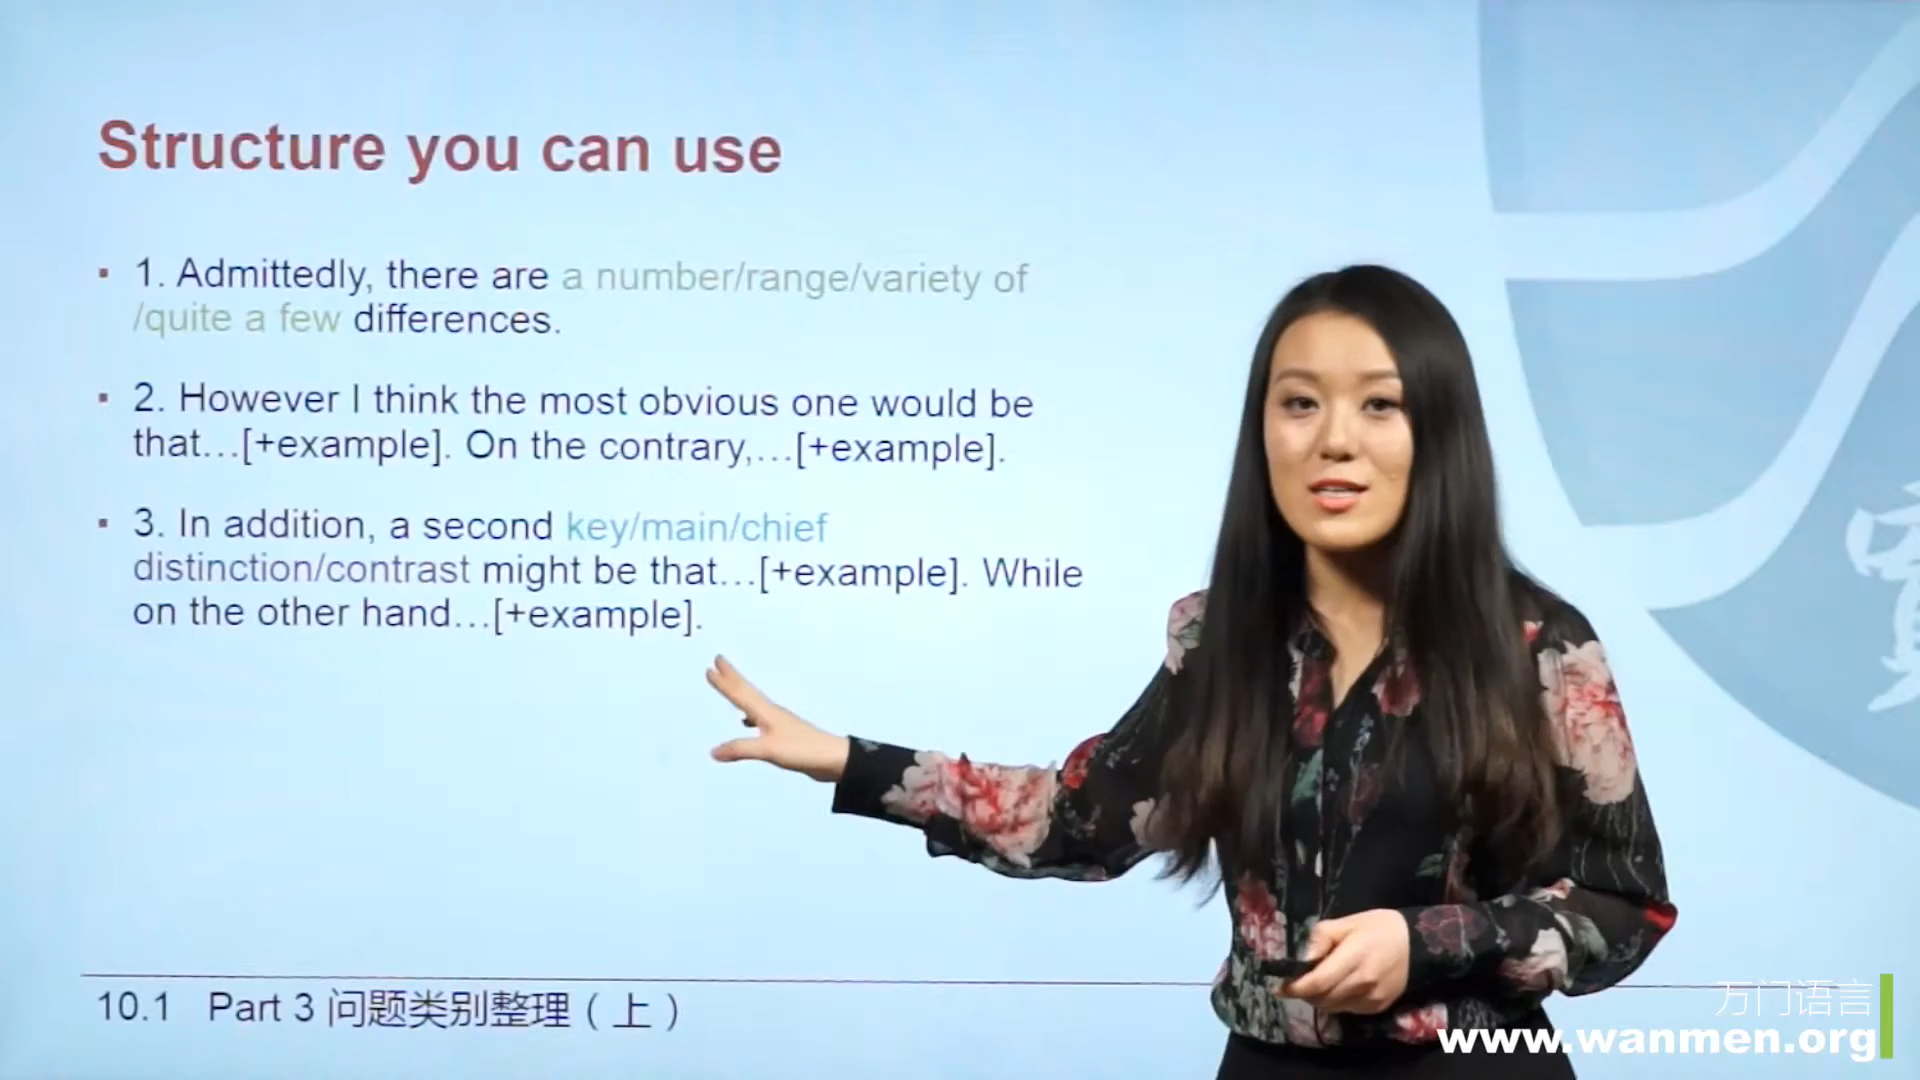 Structure you can use
▪ 1. Admittedly, there are a number/range/variety of
/quite a few differences.
▪ 2. However I think the most obvious one would be
that…[+example]. On the contrary,…[+example].
▪ 3. In addition, a second key/main/chief
distinction/contrast might be that…[+example]. While
on the other hand…[+example].
10.1 Part 3 问题类别整理（上）
万门语言
www.wanmen.org